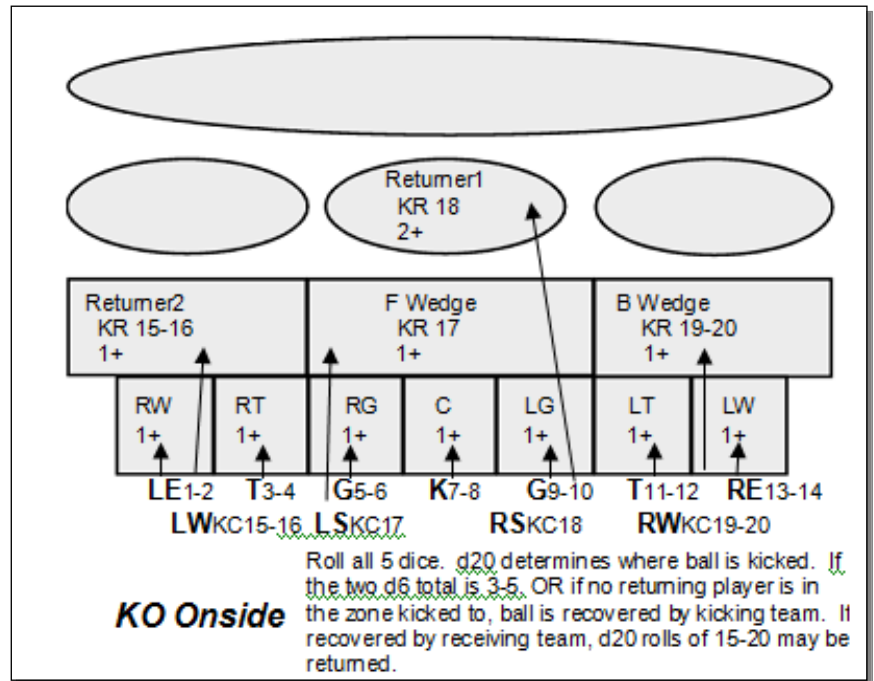 Returner1
KR 18
2+
Returner2 F Wedge B Wedge
KR 15-16 KR 17 KR 19-20
1+ 1+ 1+
RW RT RG C LG LT LW
1+ 1+ 1+ 1+ 1+ 1+ 1+
LE1-2 T3-4 G5-6 K7-8 G9-10 T11-12 RE13-14
LWKC15-16 LSKC17 RSKC18 RWKC19-20
Roll all 5 dice. d20 determines where ball is kicked. If
the two d6 total is 3-5, OR if no returning player is in
KO Onside the zone kicked to, ball is recovered by kicking team. If
recovered by receiving team, d20 rolls of 15-20 may be
returned.